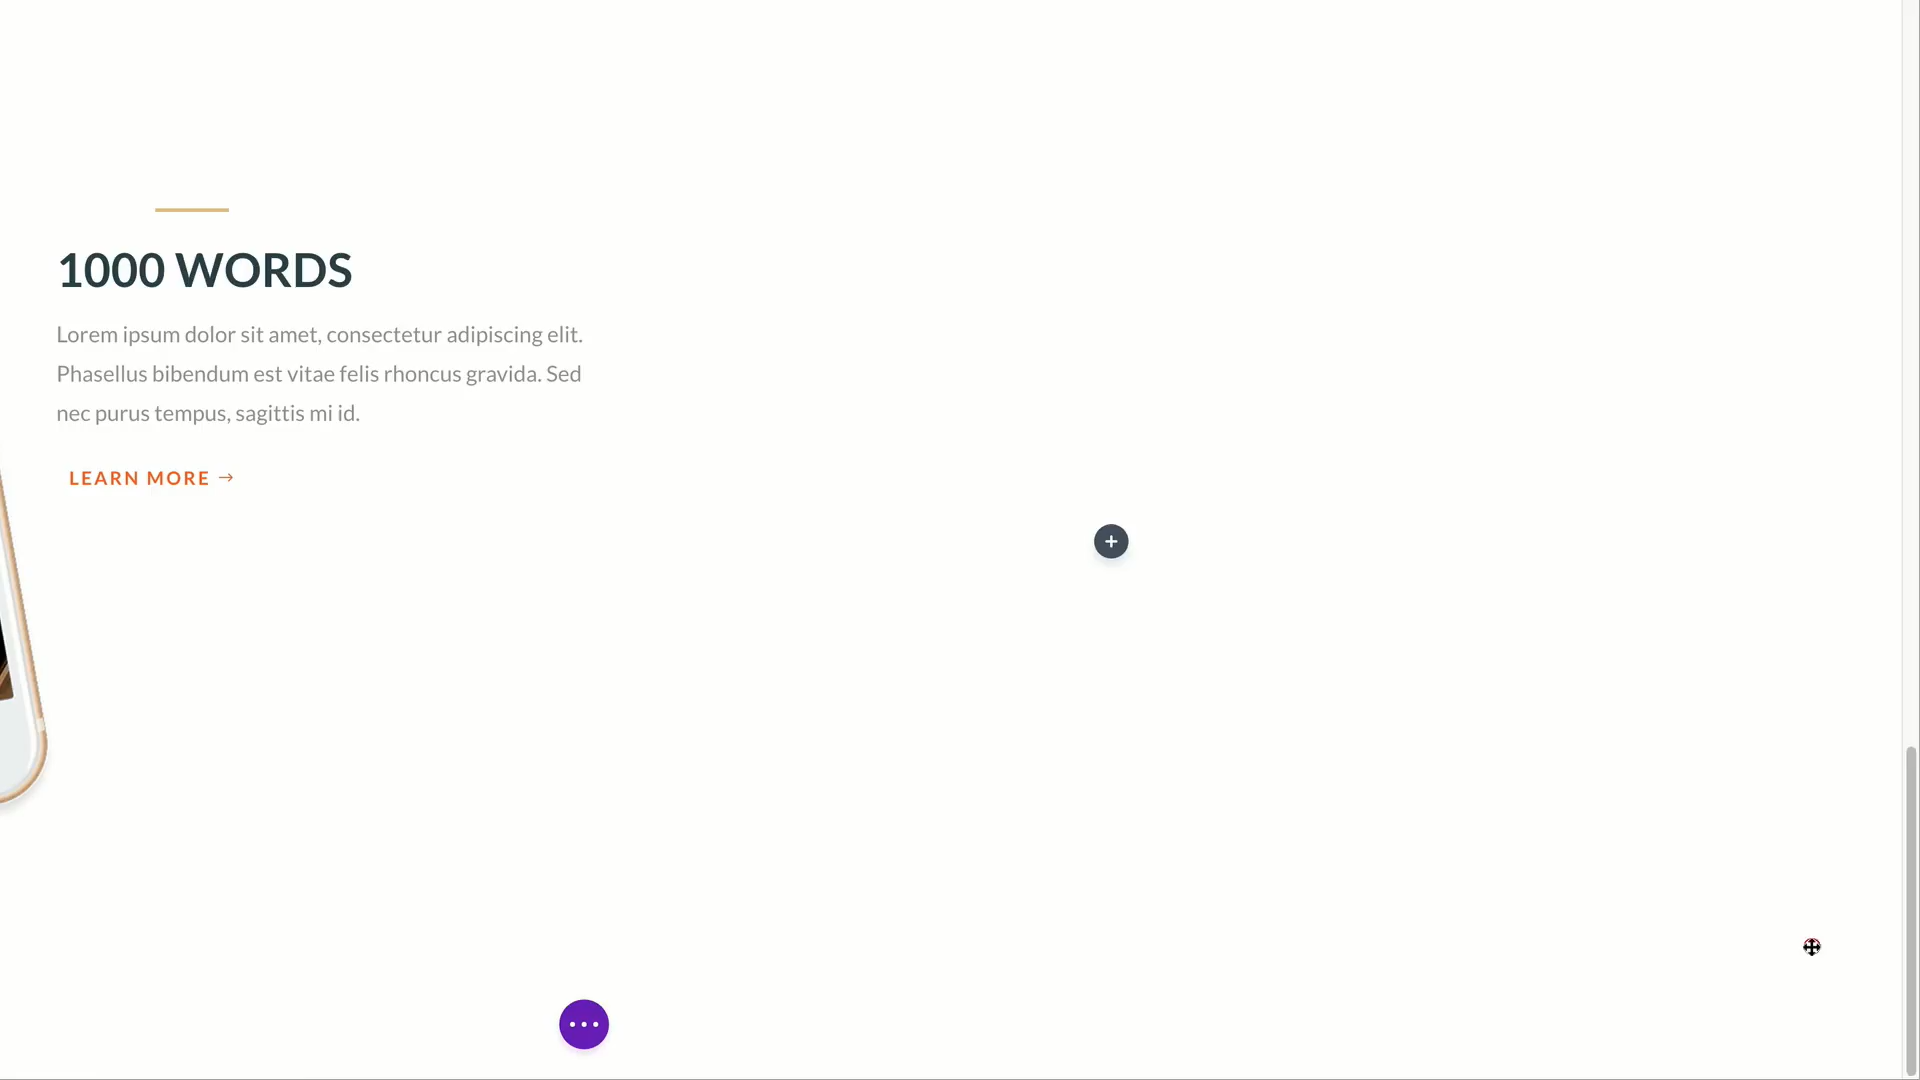 1000 WORDS
Lorem ipsum dolor sit amet, consectetur adipiscing elit.
Phasellus bibendum est vitae felis rhoncus gravida. Sed
nec purus tempus, sagittis mi id.
LEARN MORE →